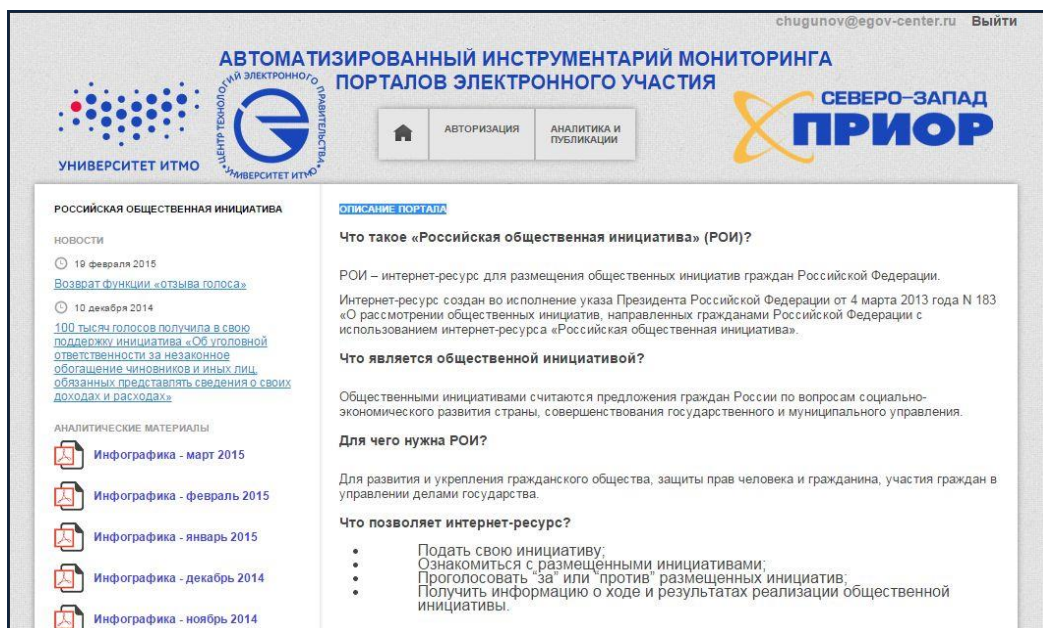 chugunov@egov-center.ru Выйти
АВТОМАТИЗИРОВАННЫЙ ИНСТРУМЕНТАРИЙ МОНИТОРИНГА
ПОРТАЛОВ ЭЛЕКТРОННОГО УЧАСТИЯ
УНИВЕРСИТЕТ ИТМО
ЦЕНТР ТЕХНОЛОГИЙ ЭЛЕКТРОННОГО ПРАВИТЕЛЬСТВА
УНИВЕРСИТЕТ ИТМО
АВТОРИЗАЦИЯ
АНАЛИТИКА И
ПУБЛИКАЦИИ
СЕВЕРО-ЗАПАД
ПРИОР
РОССИЙСКАЯ ОБЩЕСТВЕННАЯ ИНИЦИАТИВА
НОВОСТИ
19 февраля 2015
Возврат функции «отзыва голоса»
10 декабря 2014
100 тысяч голосов получила в свою
поддержку инициатива «Об уголовной
ответственности за незаконное
обогащение чиновников и иных лиц,
обязанных представлять сведения о своих
доходах и расходах»
АНАЛИТИЧЕСКИЕ МАТЕРИАЛЫ
Инфографика - март 2015
Инфографика - февраль 2015
Инфографика - январь 2015
Инфографика - декабрь 2014
Инфографика - ноябрь 2014
ОПИСАНИЕ ПОРТАЛА
Что такое «Российская общественная инициатива» (РОИ)?
РОИ – интернет-ресурс для размещения общественных инициатив граждан Российской Федерации.
Интернет-ресурс создан во исполнение указа Президента Российской Федерации от 4 марта 2013 года N 183
«О рассмотрении общественных инициатив, направленных гражданами Российской Федерации с
использованием интернет-ресурса «Российская общественная инициатива».
Что является общественной инициативой?
Общественными инициативами считаются предложения граждан России по вопросам социально-
экономического развития страны, совершенствования государственного и муниципального управления.
Для чего нужна РОИ?
Для развития и укрепления гражданского общества, защиты прав человека и гражданина, участия граждан в
управлении делами государства.
Что позволяет интернет-ресурс?
• Подать свою инициативу;
• Ознакомиться с размещенными инициативами;
• Проголосовать "за" или "против" размещенных инициатив;
• Получить информацию о ходе и результатах реализации общественной
инициативы.